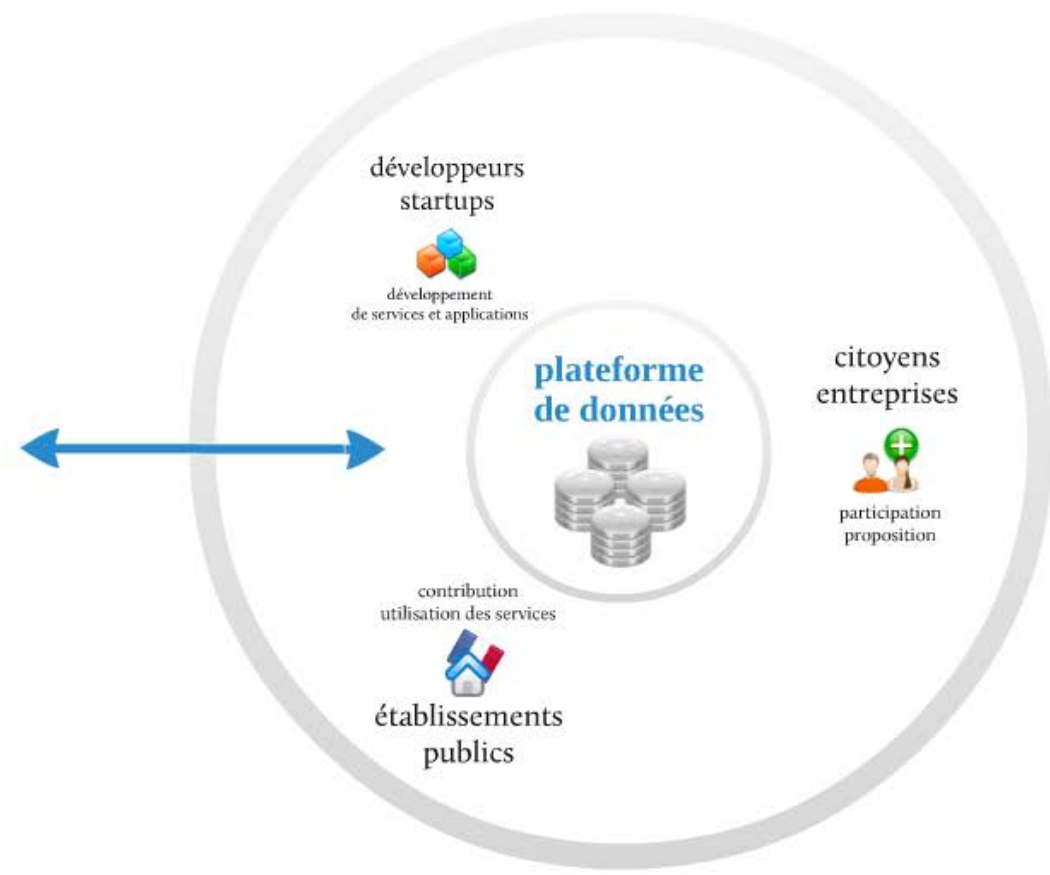 développeurs
startups
développement
de services et applications
plateforme
de données
citoyens
entreprises
participation
proposition
contribution
utilisation des services
établissements
publics